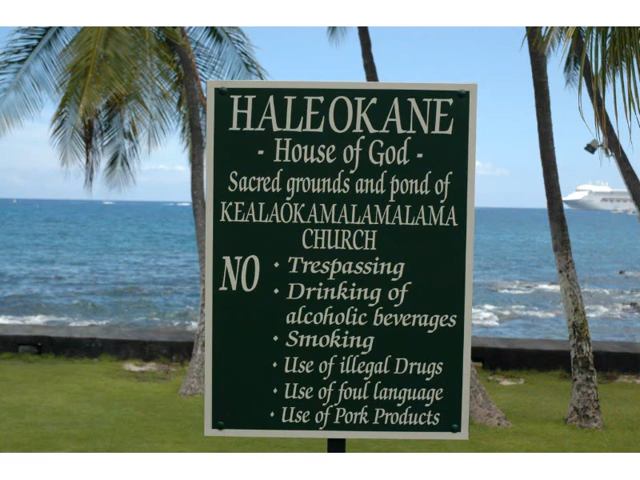 HALEOKANE
- House of God -
Sacred grounds and pond of
KEALAOKAMALAMALAMA
CHURCH
NO • Trespassing
• Drinking of
alcoholic beverages
• Smoking
• Use of illegal Drugs
• Use of foul language
• Use of Pork Products